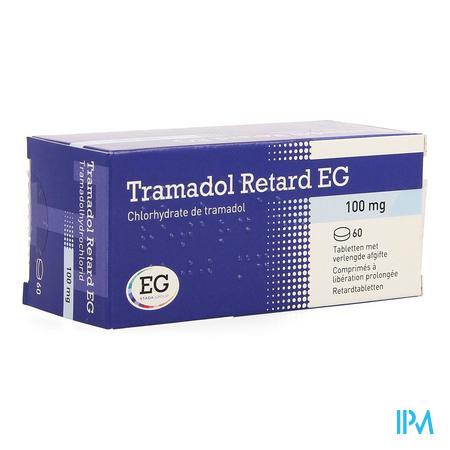 Tramadol Retard EG
Chlorhydrate de tramadol
100 mg
60
Tabletten met
verlengde afgifte
Comprimés à
libération prolongée
Retardtabletten
EG
STADA GROUP
Tramadol Retard EG
Tramadolhydrochlorid
100 mg
60
IPM